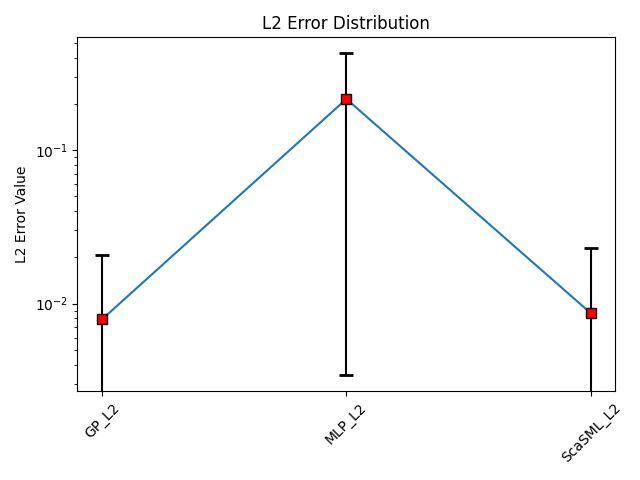 L2 Error Distribution
L2 Error Value
10⁻¹
10⁻²
GP_L2
MLP_L2
ScaSML_L2